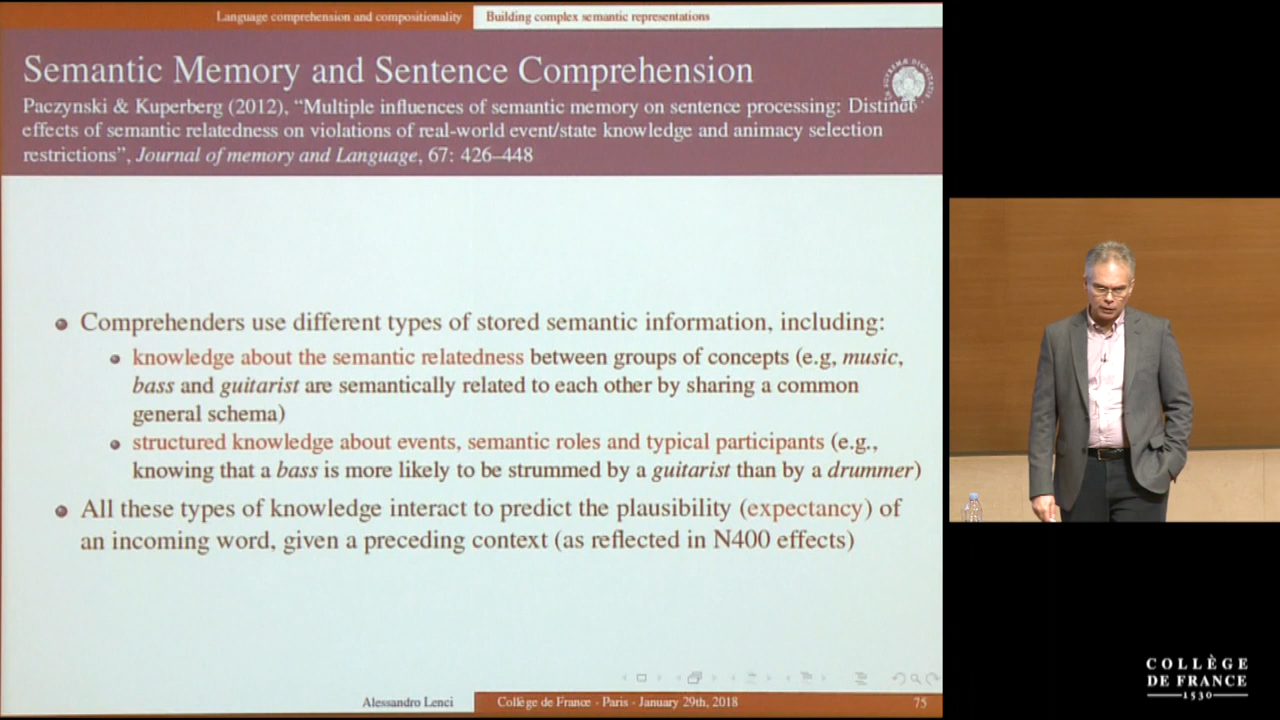 Language comprehension and compositionality
Building complex semantic representations
Semantic Memory and Sentence Comprehension
Paczynski & Kuperberg (2012), “Multiple influences of semantic memory on sentence processing: Distinct
effects of semantic relatedness on violations of real-world event/state knowledge and animacy selection
restrictions”, Journal of memory and Language, 67: 426–448
Comprehenders use different types of stored semantic information, including:
knowledge about the semantic relatedness between groups of concepts (e.g, music,
bass and guitarist are semantically related to each other by sharing a common
general schema)
structured knowledge about events, semantic roles and typical participants (e.g.,
knowing that a bass is more likely to be strummed by a guitarist than by a drummer)
All these types of knowledge interact to predict the plausibility (expectancy) of
an incoming word, given a preceding context (as reflected in N400 effects)
Alessandro Lenci
Collège de France - Paris - January 29th, 2018
75
COLLÈGE
DE FRANCE
1530